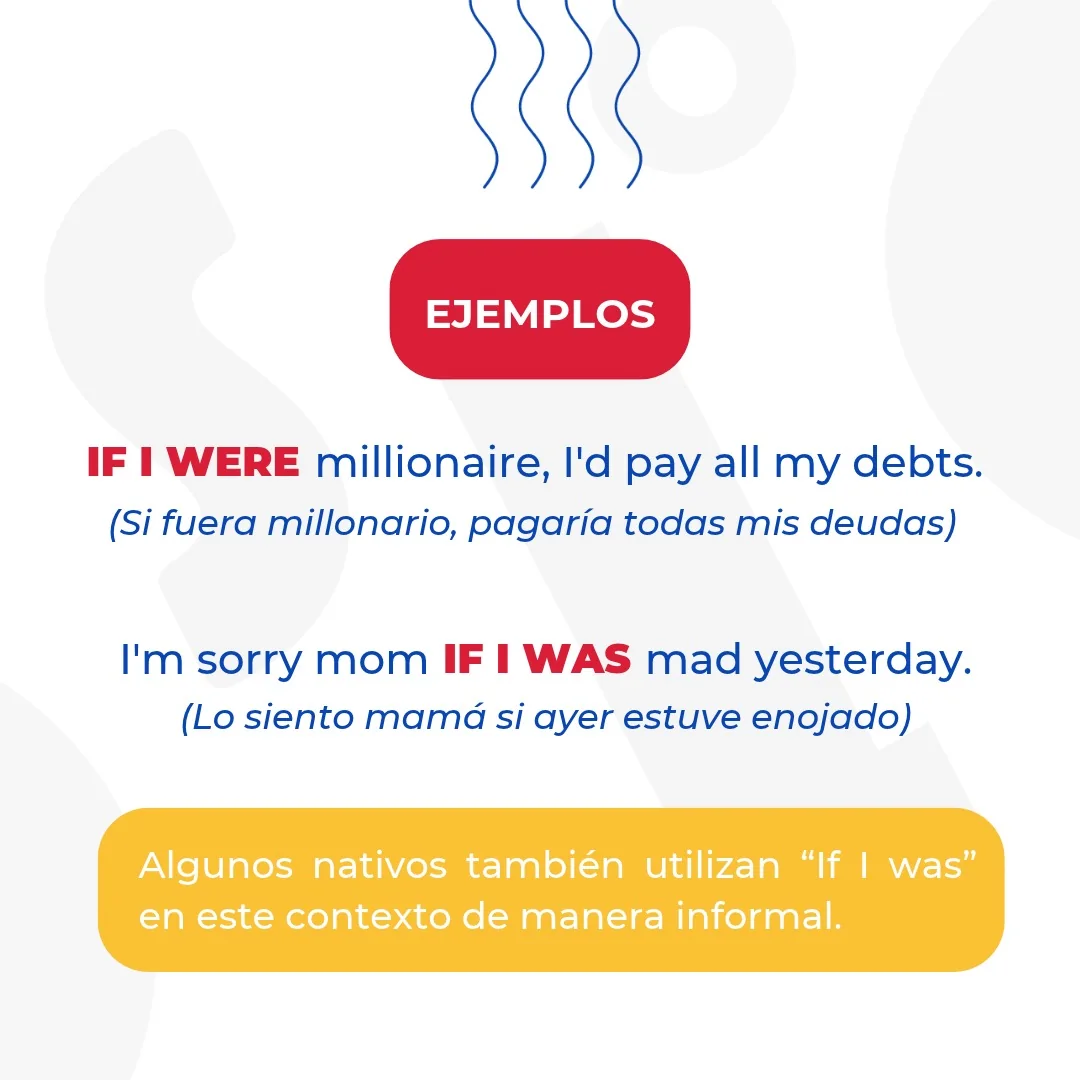 EJEMPLOS
IF I WERE millionaire, I'd pay all my debts.
(Si fuera millonario, pagaría todas mis deudas)
I'm sorry mom IF I WAS mad yesterday.
(Lo siento mamá si ayer estuve enojado)
Algunos nativos también utilizan “If I was”
en este contexto de manera informal.